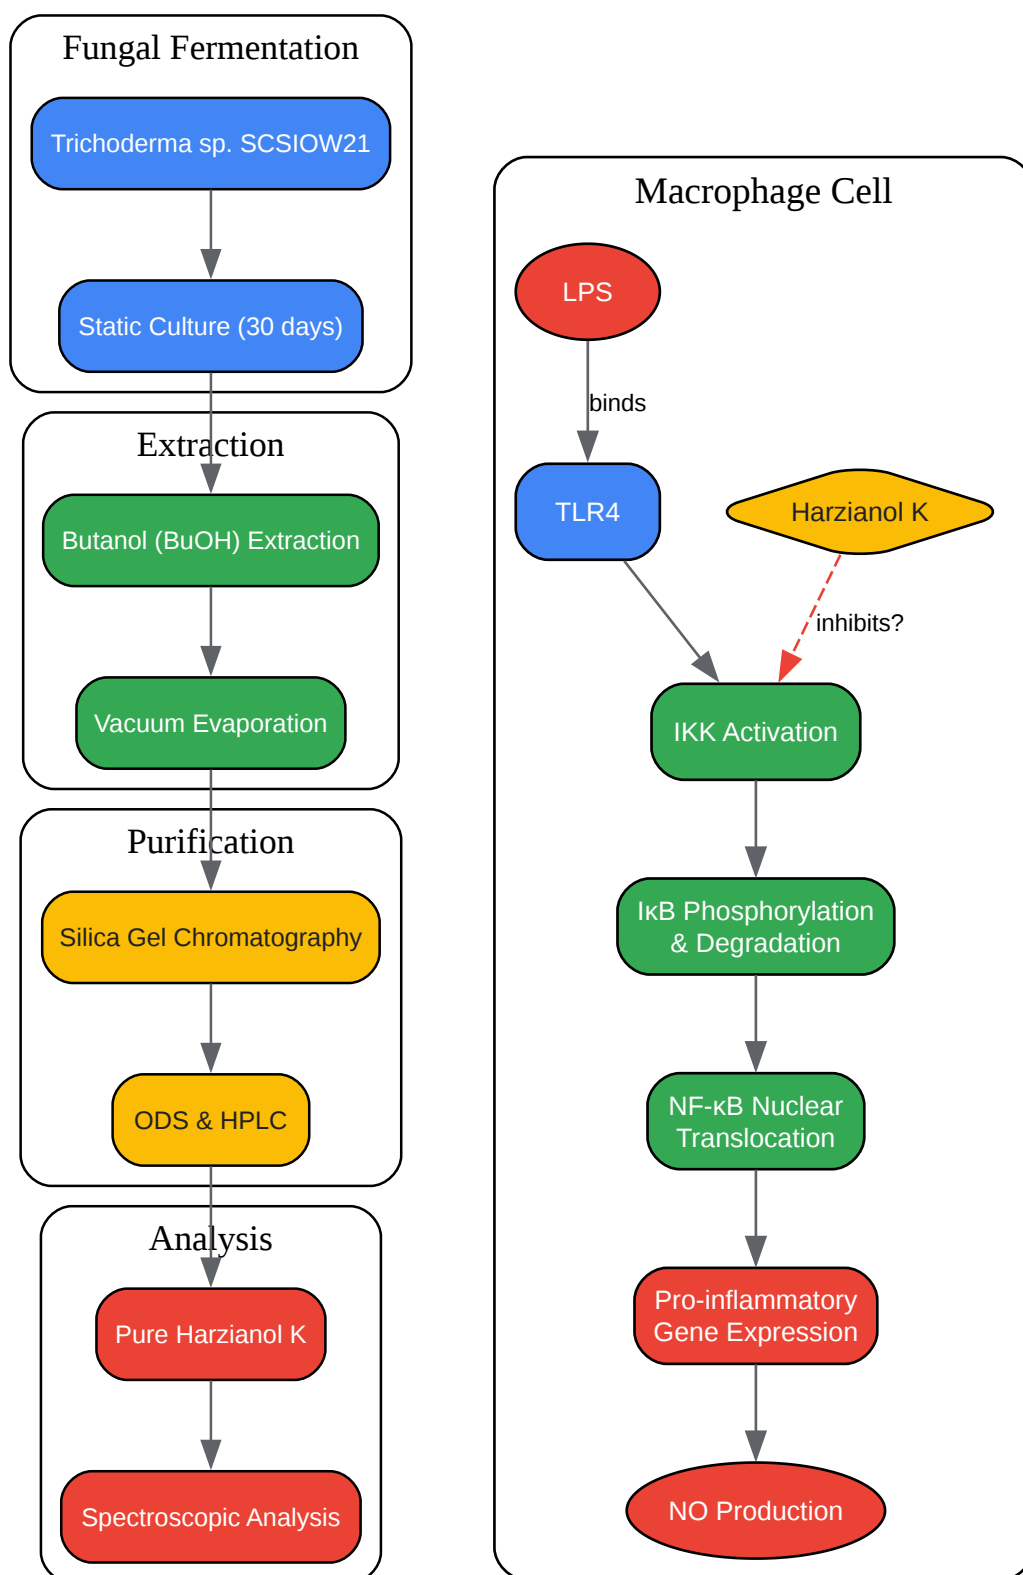 Fungal Fermentation
Trichoderma sp. SCSIOW21
Static Culture (30 days)
Extraction
Butanol (BuOH) Extraction
Vacuum Evaporation
Purification
Silica Gel Chromatography
ODS & HPLC
Analysis
Pure Harzianol K
Spectroscopic Analysis
Macrophage Cell
LPS
binds
TLR4
Harzianol K
inhibits?
IKK Activation
IκB Phosphorylation
& Degradation
NF-κB Nuclear
Translocation
Pro-inflammatory
Gene Expression
NO Production